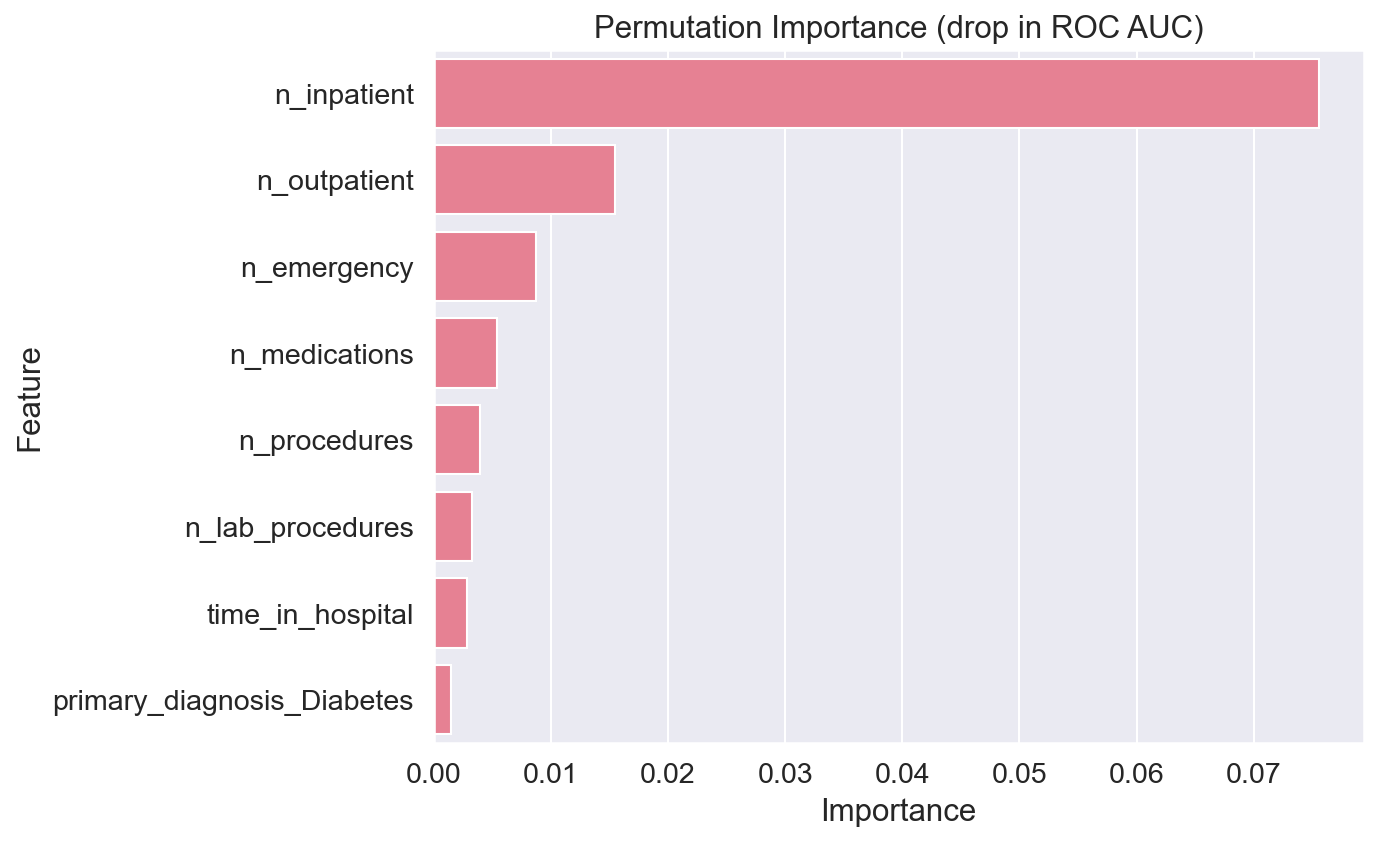 Permutation Importance (drop in ROC AUC)
n_inpatient
n_outpatient
n_emergency
n_medications
n_procedures
n_lab_procedures
time_in_hospital
primary_diagnosis_Diabetes
Feature
0.00 0.01 0.02 0.03 0.04 0.05 0.06 0.07
Importance